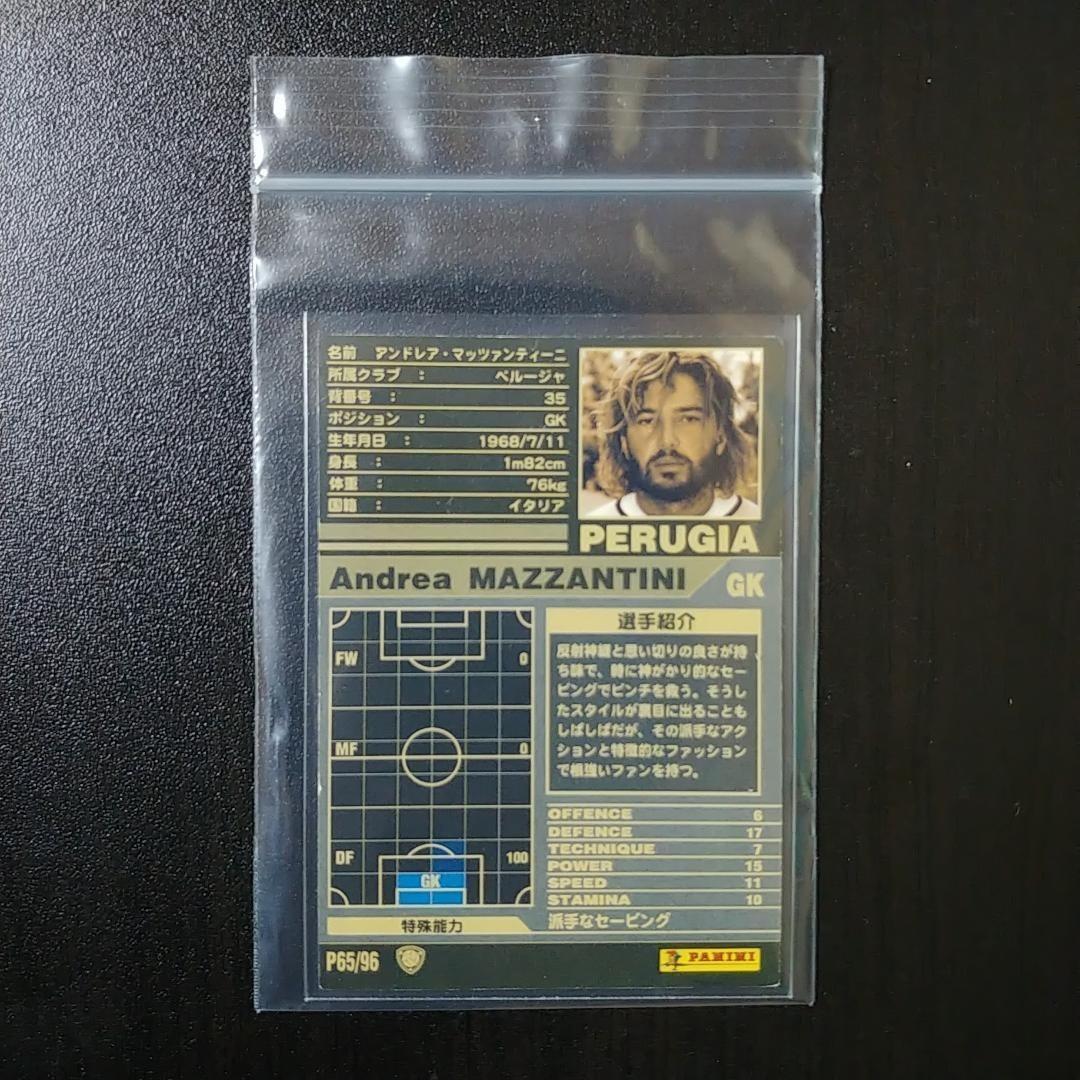 名前 アンドレア・マッツァンティーニ
所属クラブ : ペルージャ
背番号 : 35
ポジション : GK
生年月日 : 1968/7/11
身長 : 1m82cm
体重 : 76kg
国籍 : イタリア
PERUGIA
Andrea MAZZANTINI GK
選手紹介
反射神経と思い切りの良さが持
ち味で、時に神がかり的なセー
ビングでピンチを救う。そうし
たスタイルが裏目に出ることも
しばしばだが、その派手なアク
ションと特徴的なファッション
で根強いファンを持つ。
FW 0
MF 0
DF 100
GK
OFFENCE 6
DEFENCE 17
TECHNIQUE 7
POWER 15
SPEED 11
STAMINA 10
特殊能力 派手なセービング
P65/96
PANINI